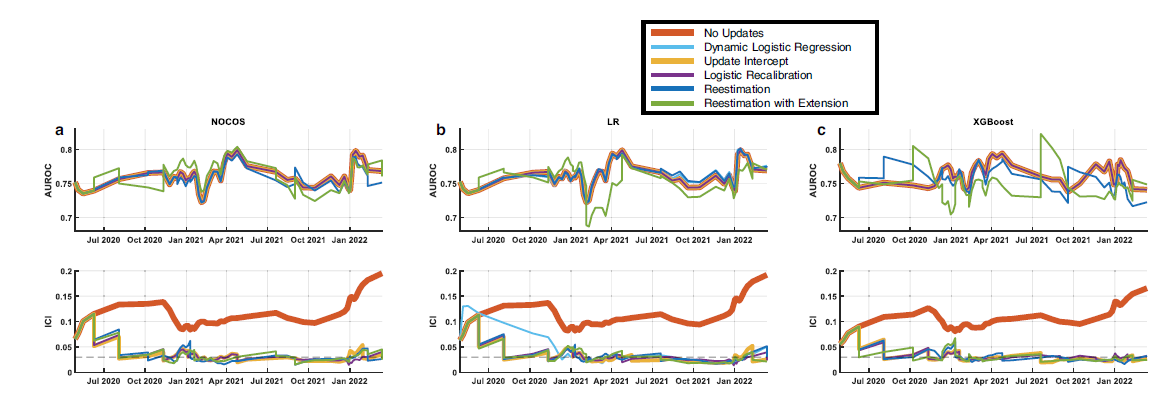 No Updates
Dynamic Logistic Regression
Update Intercept
Logistic Recalibration
Reestimation
Reestimation with Extension
a NOCOS
AUROC
0.8
0.75
0.7
Jul 2020 Oct 2020 Jan 2021 Apr 2021 Jul 2021 Oct 2021 Jan 2022
b LR
AUROC
0.8
0.75
0.7
Jul 2020 Oct 2020 Jan 2021 Apr 2021 Jul 2021 Oct 2021 Jan 2022
c XGBoost
AUROC
0.8
0.75
0.7
Jul 2020 Oct 2020 Jan 2021 Apr 2021 Jul 2021 Oct 2021 Jan 2022
ICI
0.2
0.15
0.1
0.05
0
Jul 2020 Oct 2020 Jan 2021 Apr 2021 Jul 2021 Oct 2021 Jan 2022
ICI
0.2
0.15
0.1
0.05
0
Jul 2020 Oct 2020 Jan 2021 Apr 2021 Jul 2021 Oct 2021 Jan 2022
ICI
0.2
0.15
0.1
0.05
0
Jul 2020 Oct 2020 Jan 2021 Apr 2021 Jul 2021 Oct 2021 Jan 2022